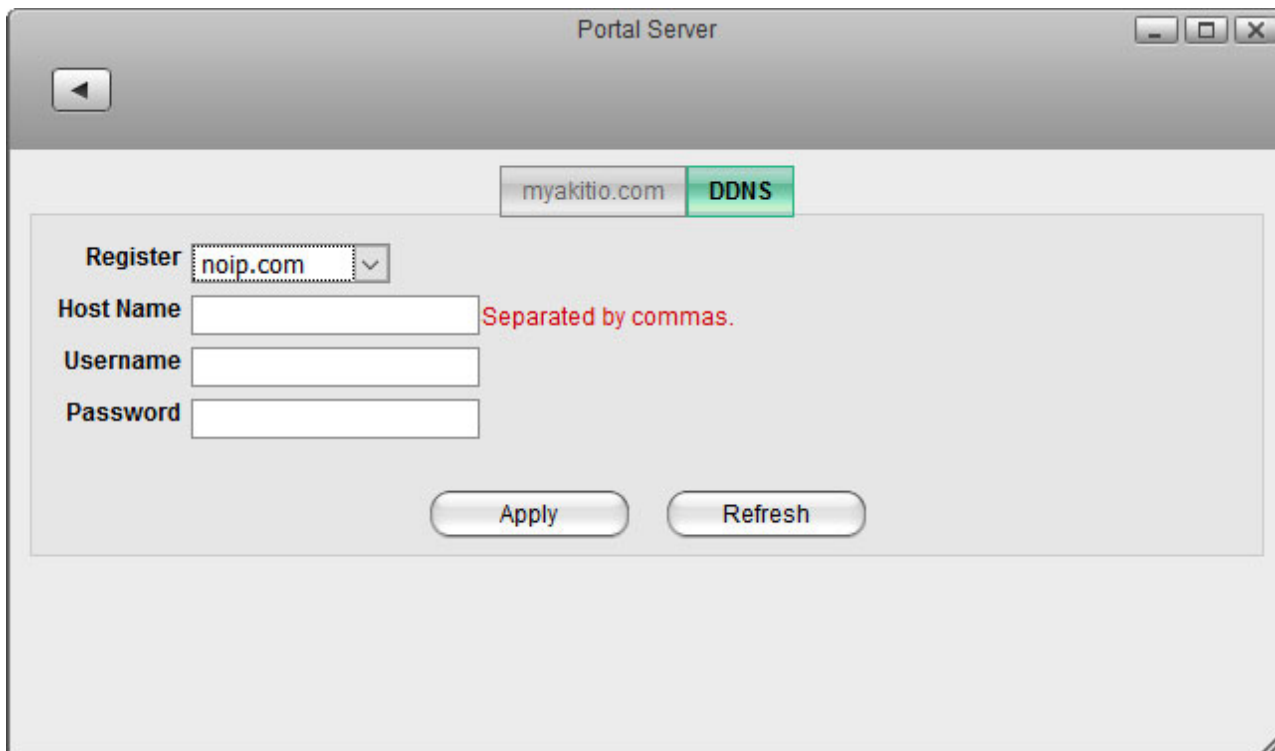 Portal Server
myakitio.com DDNS
Register noip.com
Host Name Separated by commas.
Username
Password
Apply Refresh